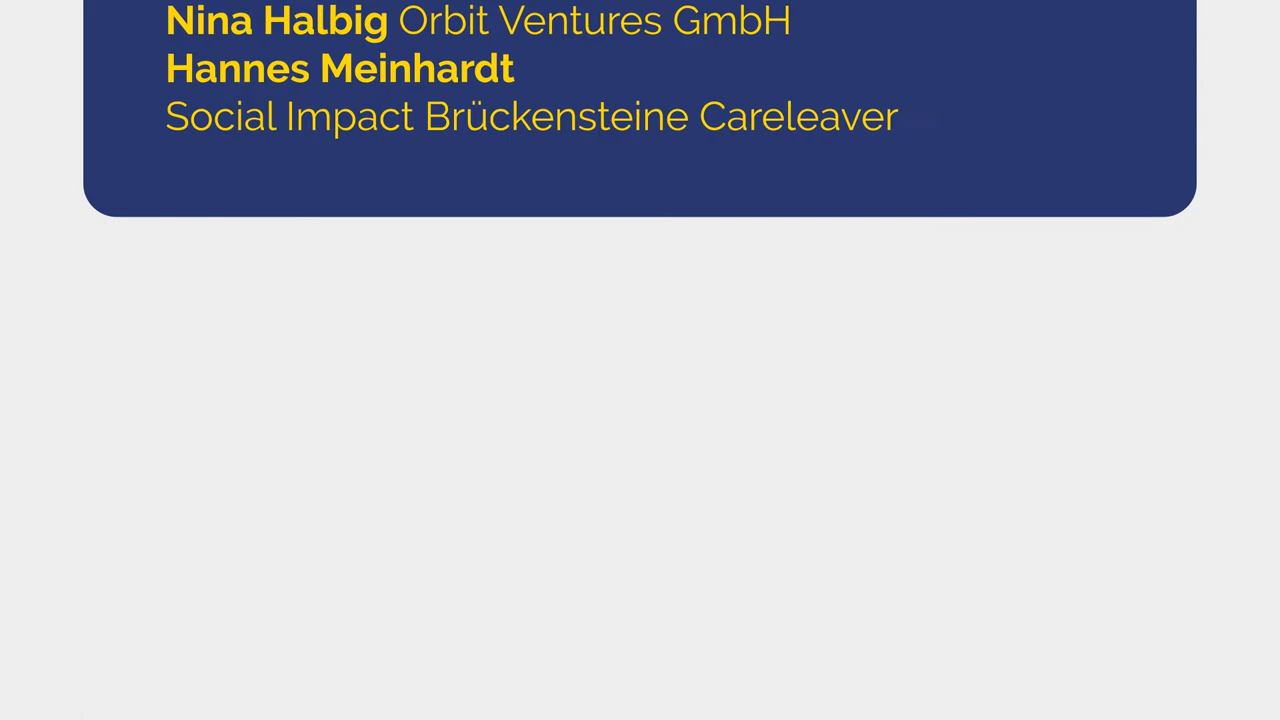 Nina Halbig Orbit Ventures GmbH
Hannes Meinhardt
Social Impact Brückensteine Careleaver